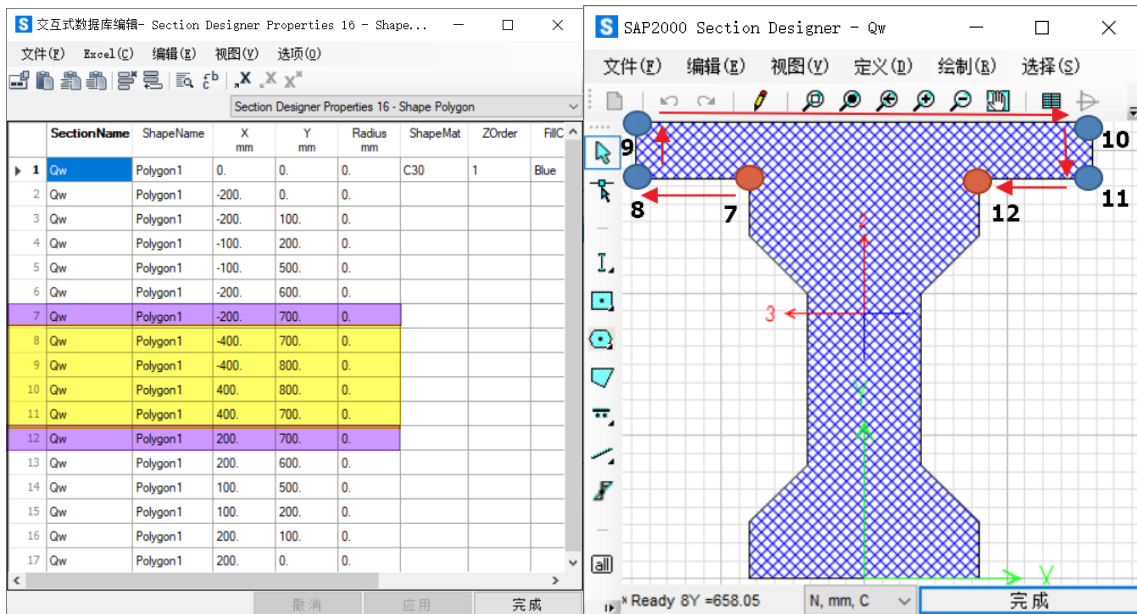 交互式数据库编辑- Section Designer Properties 16 - Shape...
文件(F) Excel(C) 编辑(E) 视图(V) 选项(O)
Section Designer Properties 16 - Shape Polygon
SectionName ShapeName X mm Y mm Radius mm ShapeMat ZOrder FillC
1 Qw Polygon1 0. 0. 0. C30 1 Blue
2 Qw Polygon1 -200. 0. 0.
3 Qw Polygon1 -200. 100. 0.
4 Qw Polygon1 -100. 200. 0.
5 Qw Polygon1 -100. 500. 0.
6 Qw Polygon1 -200. 600. 0.
7 Qw Polygon1 -200. 700. 0.
8 Qw Polygon1 -400. 700. 0.
9 Qw Polygon1 -400. 800. 0.
10 Qw Polygon1 400. 800. 0.
11 Qw Polygon1 400. 700. 0.
12 Qw Polygon1 200. 700. 0.
13 Qw Polygon1 200. 600. 0.
14 Qw Polygon1 100. 500. 0.
15 Qw Polygon1 100. 200. 0.
16 Qw Polygon1 200. 100. 0.
17 Qw Polygon1 200. 0. 0.
撤消 应用 完成
SAP2000 Section Designer - Qw
文件(F) 编辑(E) 视图(V) 定义(D) 绘制(R) 选择(S)
9 10
8 7 12 11
2
3
Y
X
all
Ready 8Y =658.05 N, mm, C 完成